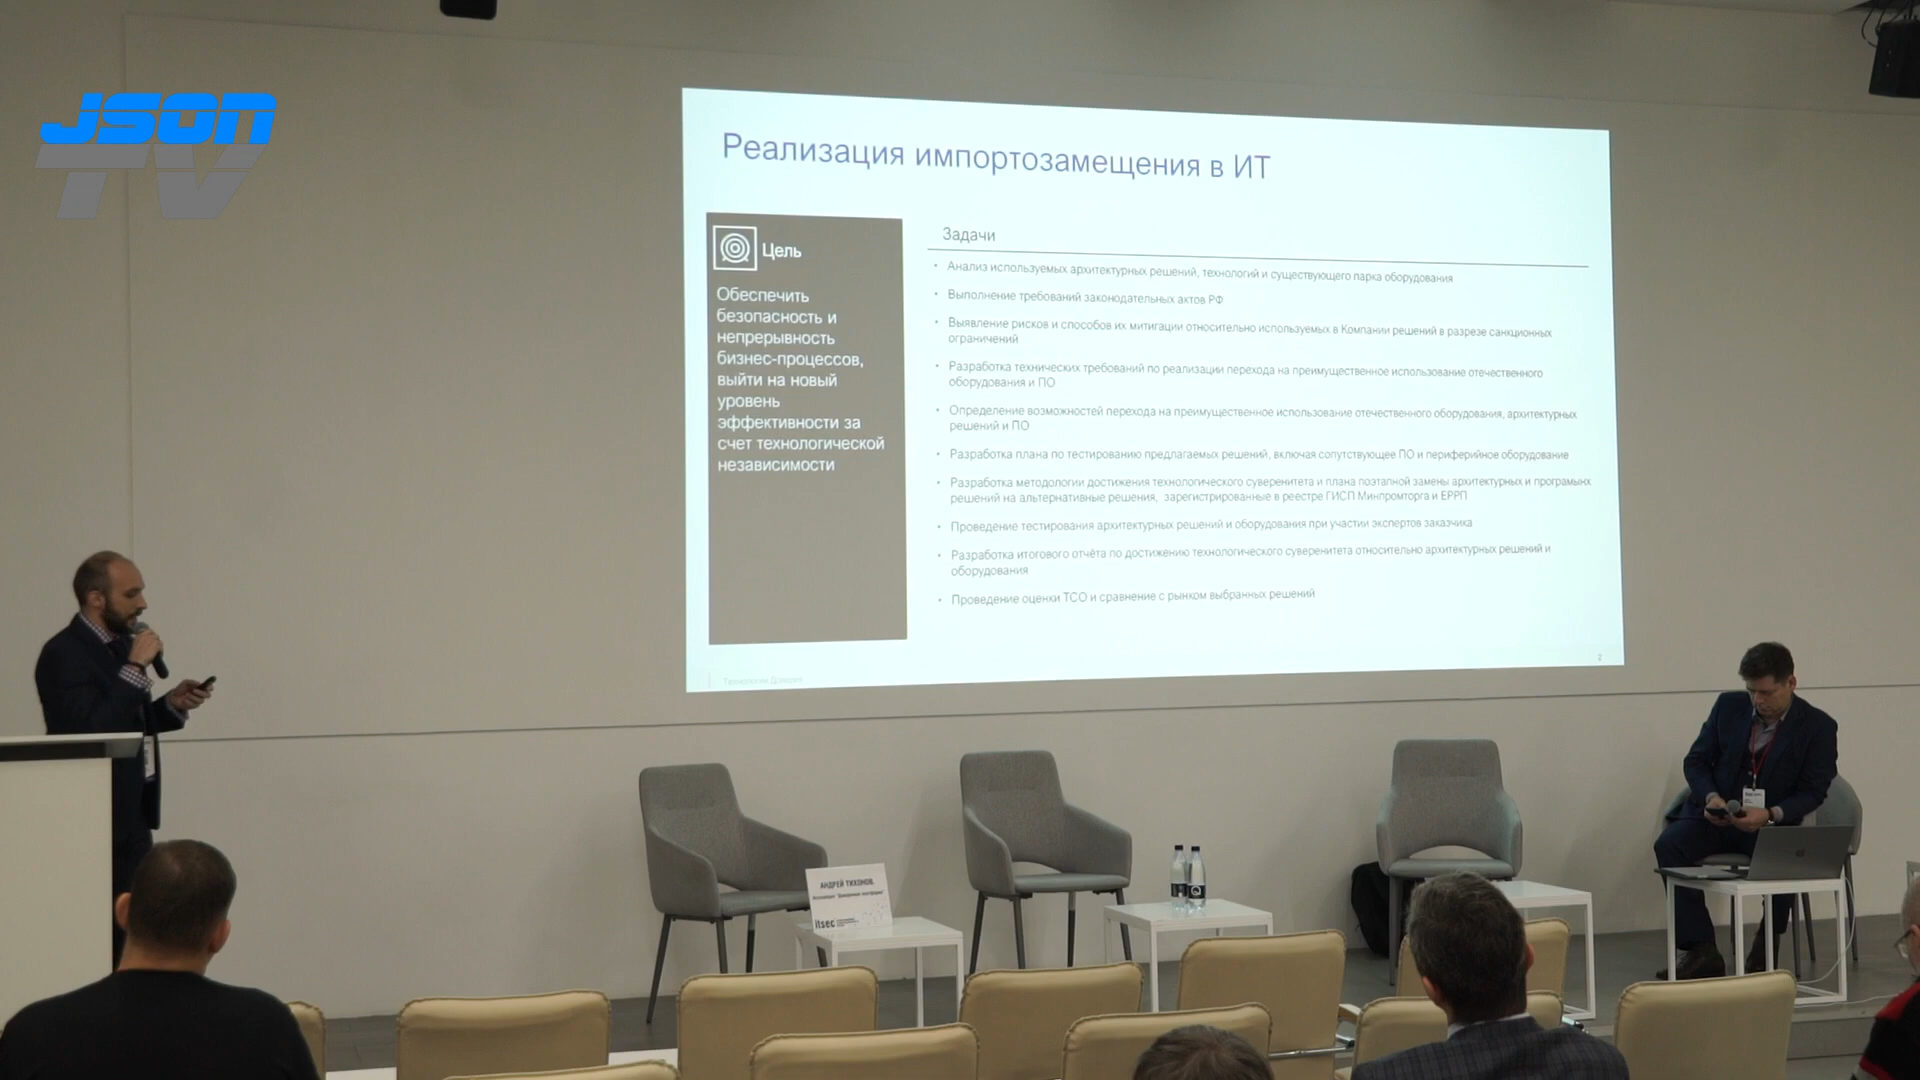 JSON
TV
Реализация импортозамещения в ИТ
Цель
Обеспечить
безопасность и
непрерывность
бизнес-процессов,
выйти на новый
уровень
эффективности за
счет технологической
независимости
Задачи
• Анализ используемых архитектурных решений, технологий и существующего парка оборудования
• Выполнение требований законодательных актов РФ
• Выявление рисков и способов их митигации относительно используемых в Компании решений в разрезе санкционных
ограничений
• Разработка технических требований по реализации перехода на преимущественное использование отечественного
оборудования и ПО
• Определение возможностей перехода на преимущественное использование отечественного оборудования, архитектурных
решений и ПО
• Разработка плана по тестированию предлагаемых решений, включая сопутствующее ПО и периферийное оборудование
• Разработка методологии достижения технологического суверенитета и плана поэтапной замены архитектурных и програмынх
решений на альтернативные решения, зарегистрированные в реестре ГИСП Минпромторга и ЕРРП
• Проведение тестирования архитектурных решений и оборудования при участии экспертов заказчика
• Разработка итогового отчёта по достижению технологического суверенитета относительно архитектурных решений и
оборудования
• Проведение оценки ТСО и сравнение с рынком выбранных решений
Технологии Доверия
2
АНДРЕЙ ТИХОНОВ,
itsec